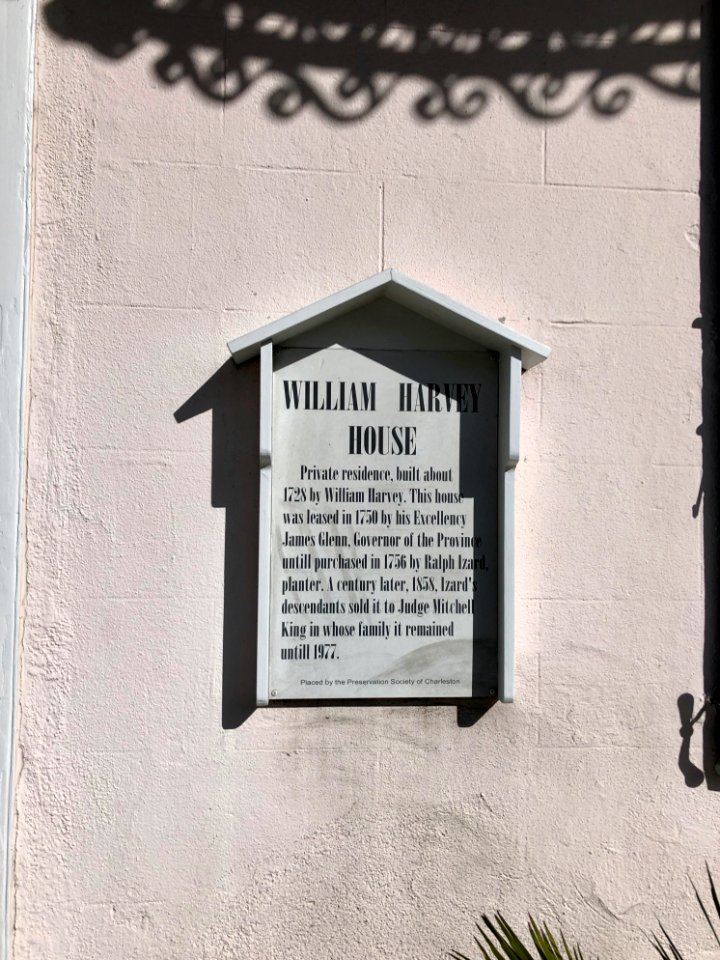 WILLIAM HARVEY
HOUSE
Private residence, built about
1728 by William Harvey. This house
was leased in 1750 by his Excellency
James Glenn, Governor of the Province
untill purchased in 1756 by Ralph Izard,
planter. A century later, 1858, Izard's
descendants sold it to Judge Mitchell
King in whose family it remained
untill 1977.
Placed by the Preservation Society of Charleston